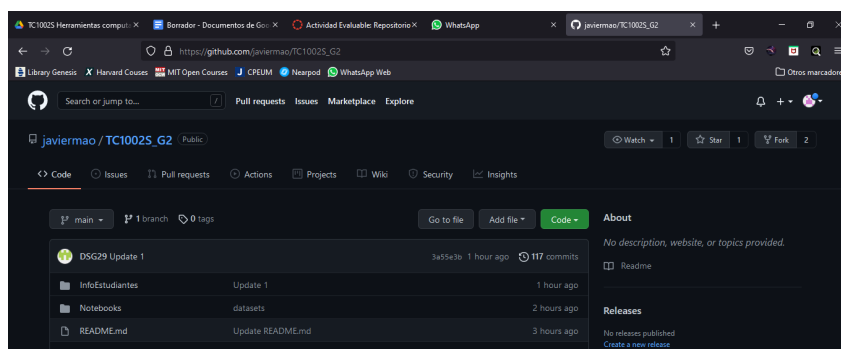 TC1002S Herramientas computa
Borrador - Documentos de Goo
Actividad Evaluable: Repositorio
WhatsApp
javiermao/TC1002S_G2
https://github.com/javiermao/TC1002S_G2
Library Genesis
X Harvard Couses
MIT Open Courses
J CPEUM
Nearpod
WhatsApp Web
Otros marcadore
Search or jump to...
/
Pull requests Issues Marketplace Explore
javiermao / TC1002S_G2 Public
Watch 1
Star 1
Fork 2
<> Code
Issues
Pull requests
Actions
Projects
Wiki
Security
Insights
main
1 branch
0 tags
Go to file
Add file
Code
About
No description, website, or topics provided.
Readme
DSG29 Update 1
3a55e3b 1 hour ago
117 commits
InfoEstudiantes Update 1 1 hour ago
Notebooks datasets 2 hours ago
README.md Update README.md 3 hours ago
Releases
No releases published
Create a new release